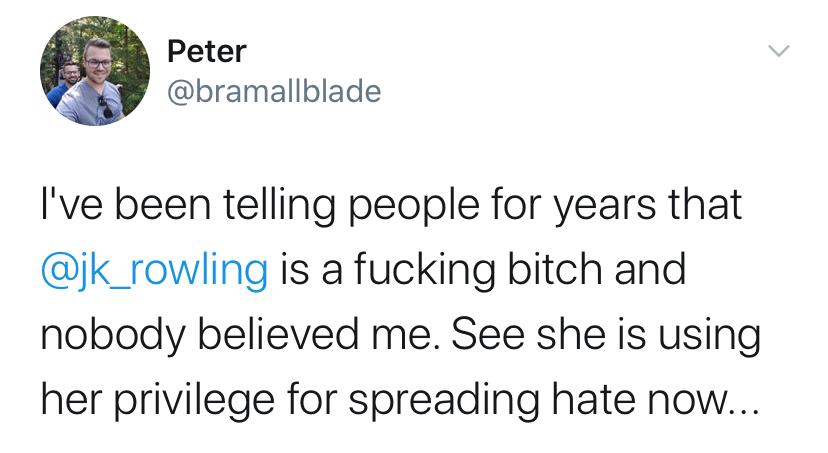 Peter
@bramallblade
I've been telling people for years that
@jk_rowling is a fucking bitch and
nobody believed me. See she is using
her privilege for spreading hate now...